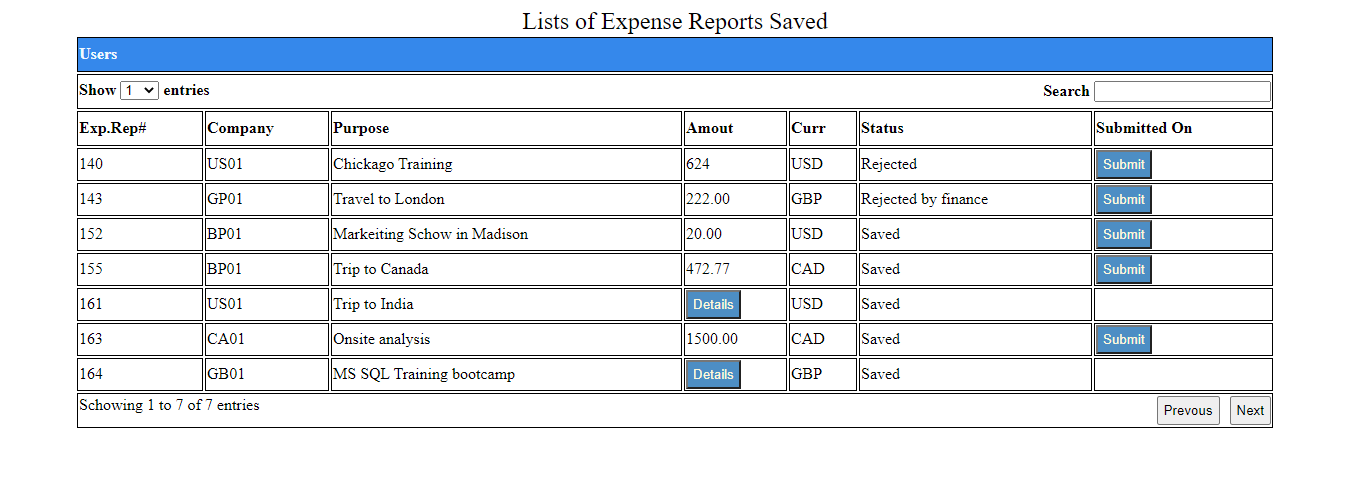 Lists of Expense Reports Saved
Users
Show 1 entries Search
Exp.Rep# Company Purpose Amout Curr Status Submitted On
140 US01 Chickago Training 624 USD Rejected Submit
143 GP01 Travel to London 222.00 GBP Rejected by finance Submit
152 BP01 Markeiting Schow in Madison 20.00 USD Saved Submit
155 BP01 Trip to Canada 472.77 CAD Saved Submit
161 US01 Trip to India Details USD Saved
163 CA01 Onsite analysis 1500.00 CAD Saved Submit
164 GB01 MS SQL Training bootcamp Details GBP Saved
Schowing 1 to 7 of 7 entries Prevous Next